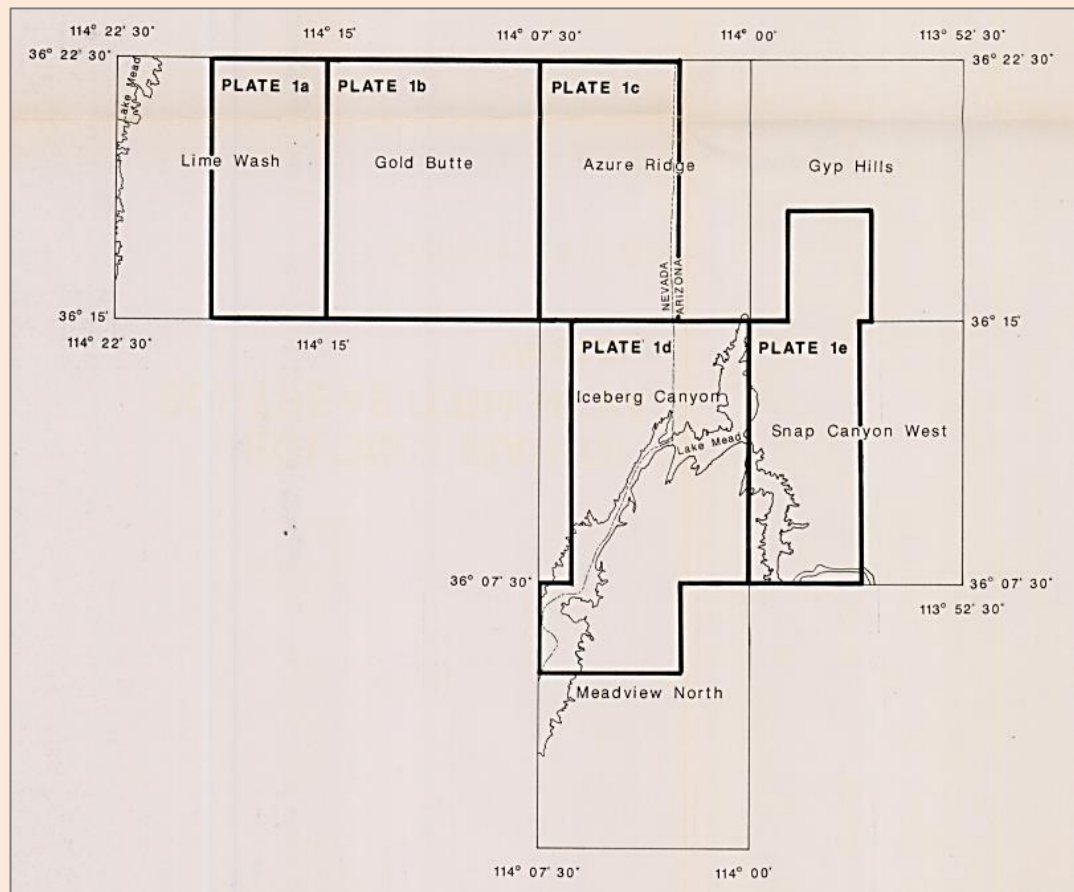 114° 22' 30"
114° 15'
114° 07' 30"
114° 00'
113° 52' 30"
36° 22' 30"
36° 22' 30"
Lake Mead
PLATE 1a
PLATE 1b
PLATE 1c
Lime Wash
Gold Butte
Azure Ridge
Gyp Hills
NEVADA
ARIZONA
36° 15'
36° 15'
114° 22' 30"
114° 15'
PLATE 1d
PLATE 1e
Iceberg Canyon
Snap Canyon West
Lake Mead
36° 07' 30"
36° 07' 30"
113° 52' 30"
Meadview North
114° 07' 30"
114° 00'